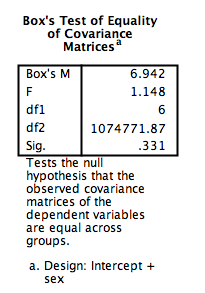 Box's Test of Equality
of Covariance
Matricesa
Box's M 6.942
F 1.148
df1 6
df2 1074771.87
Sig. .331
Tests the null
hypothesis that the
observed covariance
matrices of the
dependent variables
are equal across
groups.
a. Design: Intercept +
sex